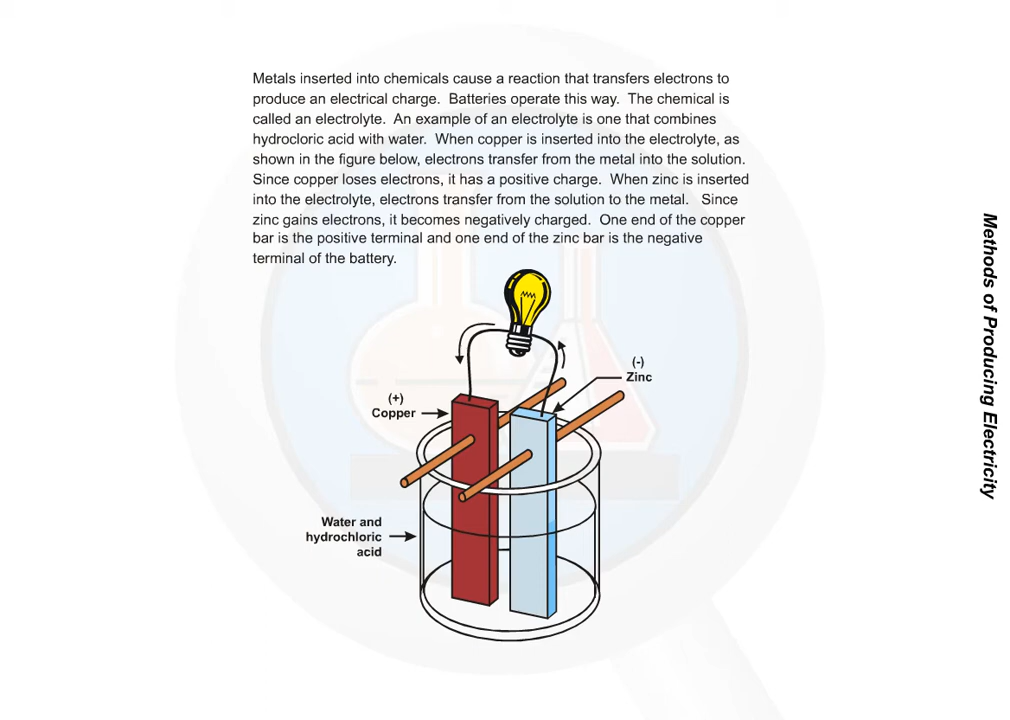 Metals inserted into chemicals cause a reaction that transfers electrons to
produce an electrical charge.  Batteries operate this way.  The chemical is
called an electrolyte.  An example of an electrolyte is one that combines
hydrocloric acid with water.  When copper is inserted into the electrolyte, as
shown in the figure below, electrons transfer from the metal into the solution.
Since copper loses electrons, it has a positive charge.  When zinc is inserted
into the electrolyte, electrons transfer from the solution to the metal.   Since
zinc gains electrons, it becomes negatively charged.  One end of the copper
bar is the positive terminal and one end of the zinc bar is the negative
terminal of the battery.
(-)
Zinc
(+)
Copper
Water and
hydrochloric
acid
Methods of Producing Electricity